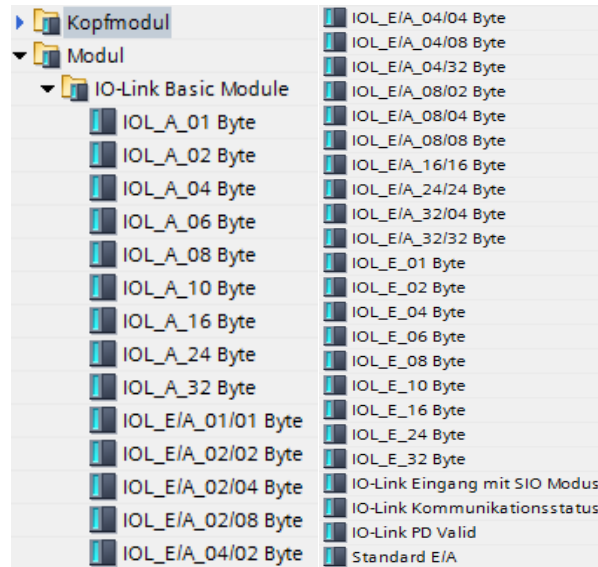 Kopfmodul
Modul
IO-Link Basic Module
IOL_A_01 Byte
IOL_A_02 Byte
IOL_A_04 Byte
IOL_A_06 Byte
IOL_A_08 Byte
IOL_A_10 Byte
IOL_A_16 Byte
IOL_A_24 Byte
IOL_A_32 Byte
IOL_E/A_01/01 Byte
IOL_E/A_02/02 Byte
IOL_E/A_02/04 Byte
IOL_E/A_02/08 Byte
IOL_E/A_04/02 Byte
IOL_E/A_04/04 Byte
IOL_E/A_04/08 Byte
IOL_E/A_04/32 Byte
IOL_E/A_08/02 Byte
IOL_E/A_08/04 Byte
IOL_E/A_08/08 Byte
IOL_E/A_16/16 Byte
IOL_E/A_24/24 Byte
IOL_E/A_32/04 Byte
IOL_E/A_32/32 Byte
IOL_E_01 Byte
IOL_E_02 Byte
IOL_E_04 Byte
IOL_E_06 Byte
IOL_E_08 Byte
IOL_E_10 Byte
IOL_E_16 Byte
IOL_E_24 Byte
IOL_E_32 Byte
IO-Link Eingang mit SIO Modus
IO-Link Kommunikationsstatus
IO-Link PD Valid
Standard E/A